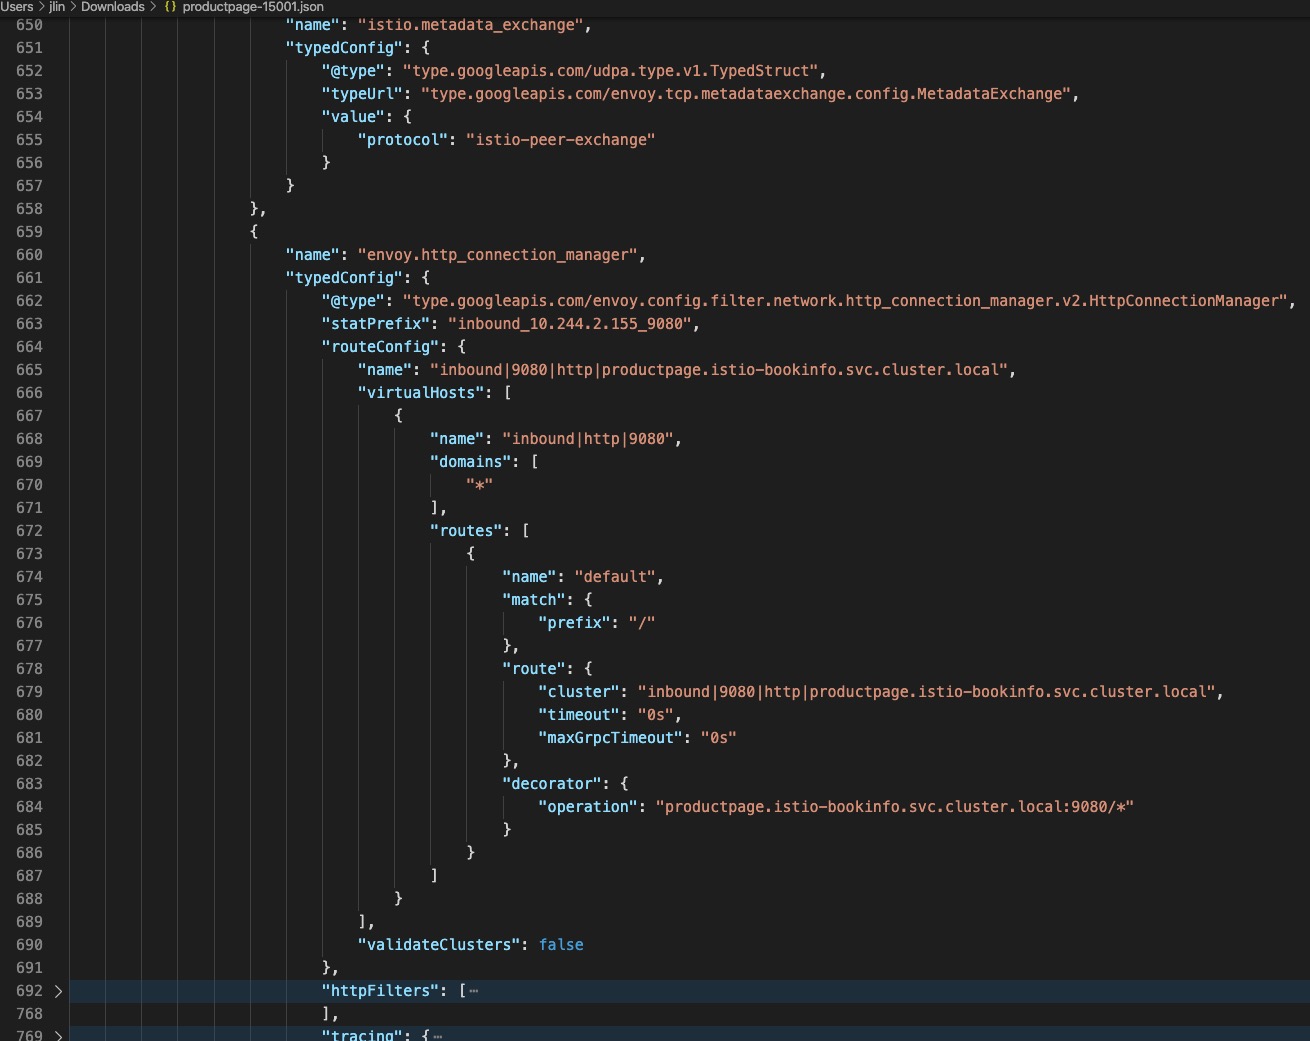 Users > jlin > Downloads > {} productpage-15001.json
650 "name": "istio.metadata_exchange",
651 "typedConfig": {
652 "@type": "type.googleapis.com/udpa.type.v1.TypedStruct",
653 "typeUrl": "type.googleapis.com/envoy.tcp.metadataexchange.config.MetadataExchange",
654 "value": {
655 "protocol": "istio-peer-exchange"
656 }
657 }
658 },
659 {
660 "name": "envoy.http_connection_manager",
661 "typedConfig": {
662 "@type": "type.googleapis.com/envoy.config.filter.network.http_connection_manager.v2.HttpConnectionManager",
663 "statPrefix": "inbound_10.244.2.155_9080",
664 "routeConfig": {
665 "name": "inbound|9080|http|productpage.istio-bookinfo.svc.cluster.local",
666 "virtualHosts": [
667 {
668 "name": "inbound|http|9080",
669 "domains": [
670 "*"
671 ],
672 "routes": [
673 {
674 "name": "default",
675 "match": {
676 "prefix": "/"
677 },
678 "route": {
679 "cluster": "inbound|9080|http|productpage.istio-bookinfo.svc.cluster.local",
680 "timeout": "0s",
681 "maxGrpcTimeout": "0s"
682 },
683 "decorator": {
684 "operation": "productpage.istio-bookinfo.svc.cluster.local:9080/*"
685 }
686 }
687 ]
688 }
689 ],
690 "validateClusters": false
691 },
692 > "httpFilters": [⋯
768 ],
769 > "tracing": {⋯